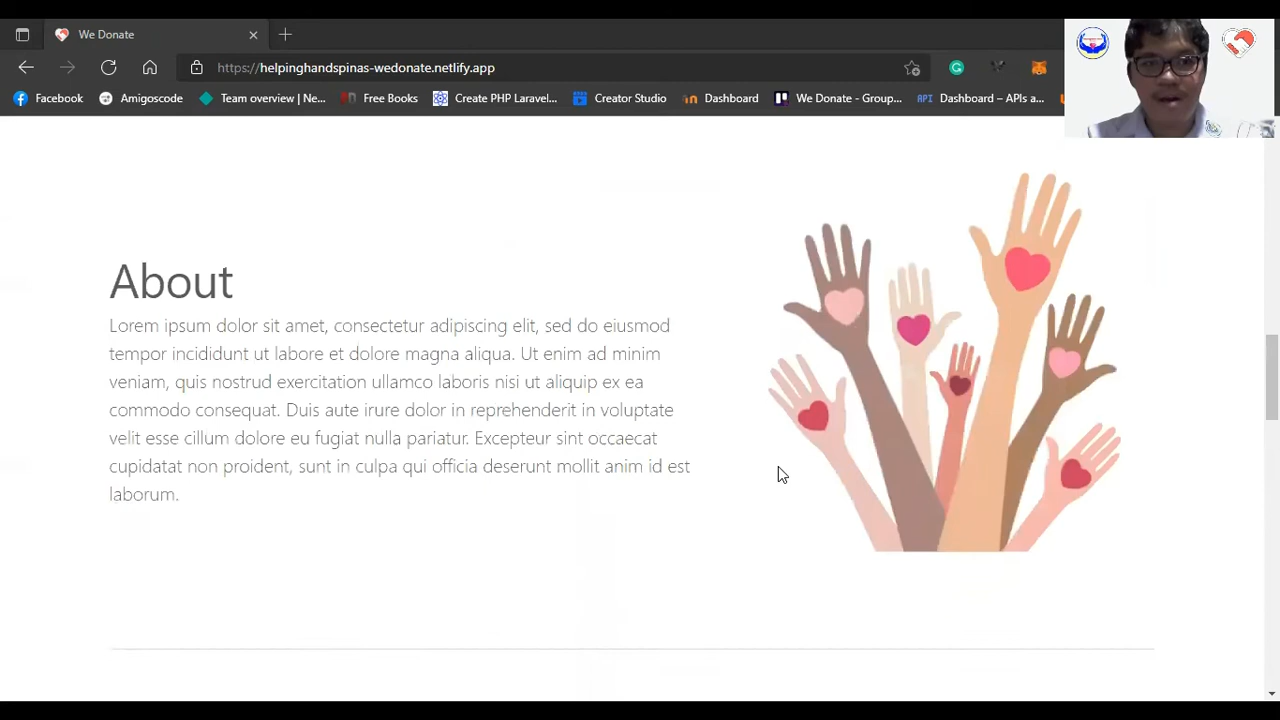 We Donate
https://helpinghandspinas-wedonate.netlify.app
Facebook
Amigoscode
Team overview | Ne...
Free Books
Create PHP Laravel...
Creator Studio
Dashboard
We Donate - Group...
API
Dashboard – APIs a...
About
Lorem ipsum dolor sit amet, consectetur adipiscing elit, sed do eiusmod
tempor incididunt ut labore et dolore magna aliqua. Ut enim ad minim
veniam, quis nostrud exercitation ullamco laboris nisi ut aliquip ex ea
commodo consequat. Duis aute irure dolor in reprehenderit in voluptate
velit esse cillum dolore eu fugiat nulla pariatur. Excepteur sint occaecat
cupidatat non proident, sunt in culpa qui officia deserunt mollit anim id est
laborum.